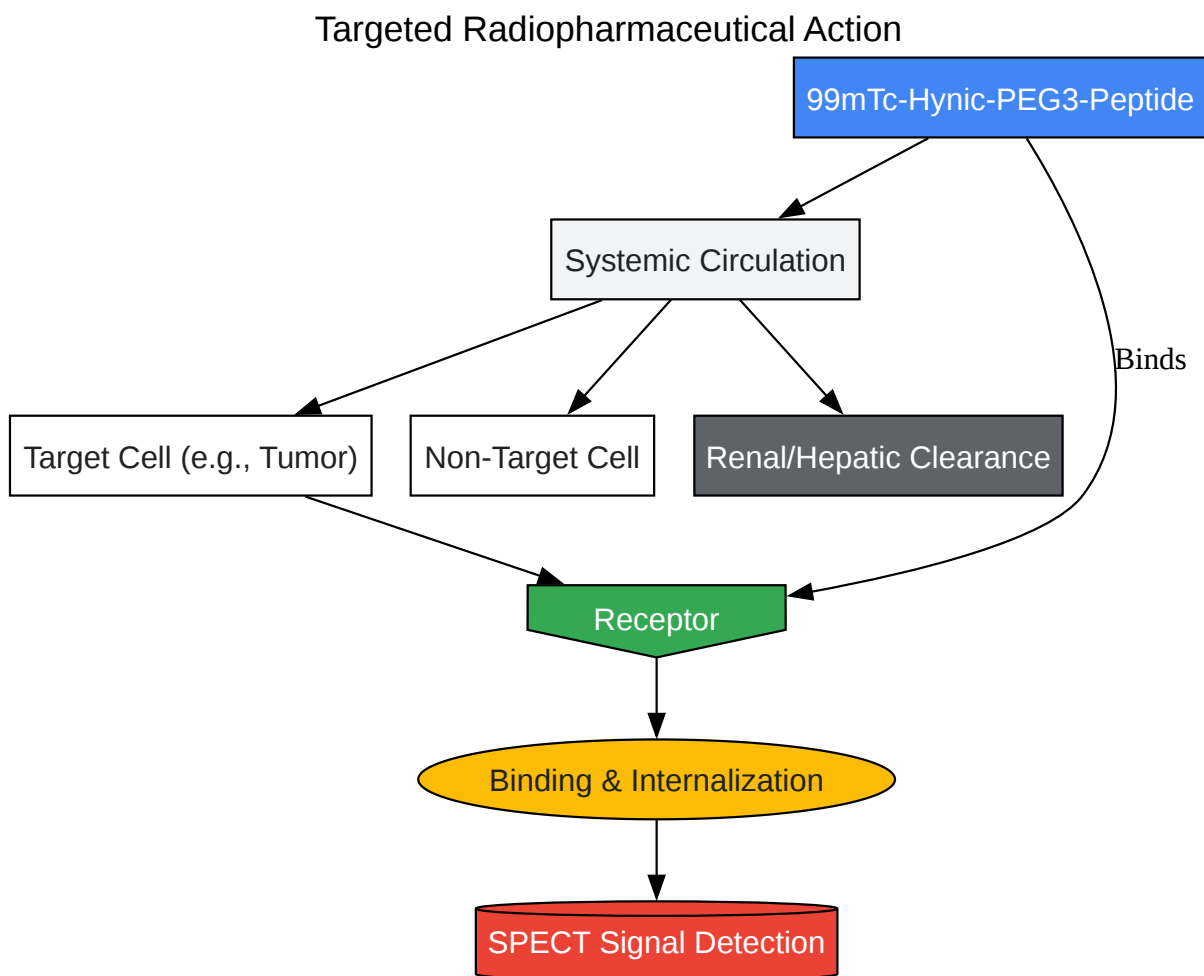 Targeted Radiopharmaceutical Action
99mTc-Hynic-PEG3-Peptide
Systemic Circulation
Binds
Target Cell (e.g., Tumor)
Non-Target Cell
Renal/Hepatic Clearance
Receptor
Binding & Internalization
SPECT Signal Detection